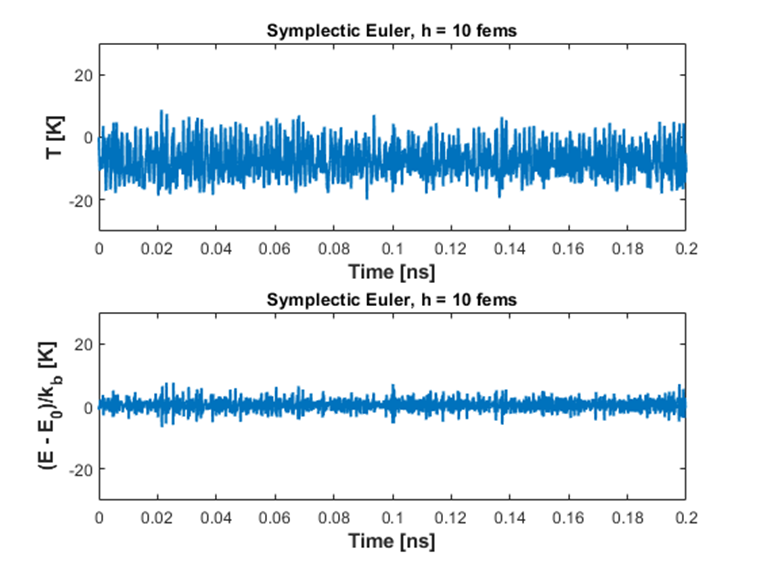 Symplectic Euler, h = 10 fems
T [K]
20
0
-20
0 0.02 0.04 0.06 0.08 0.1 0.12 0.14 0.16 0.18 0.2
Time [ns]
Symplectic Euler, h = 10 fems
(E - E0)/kb [K]
20
0
-20
0 0.02 0.04 0.06 0.08 0.1 0.12 0.14 0.16 0.18 0.2
Time [ns]